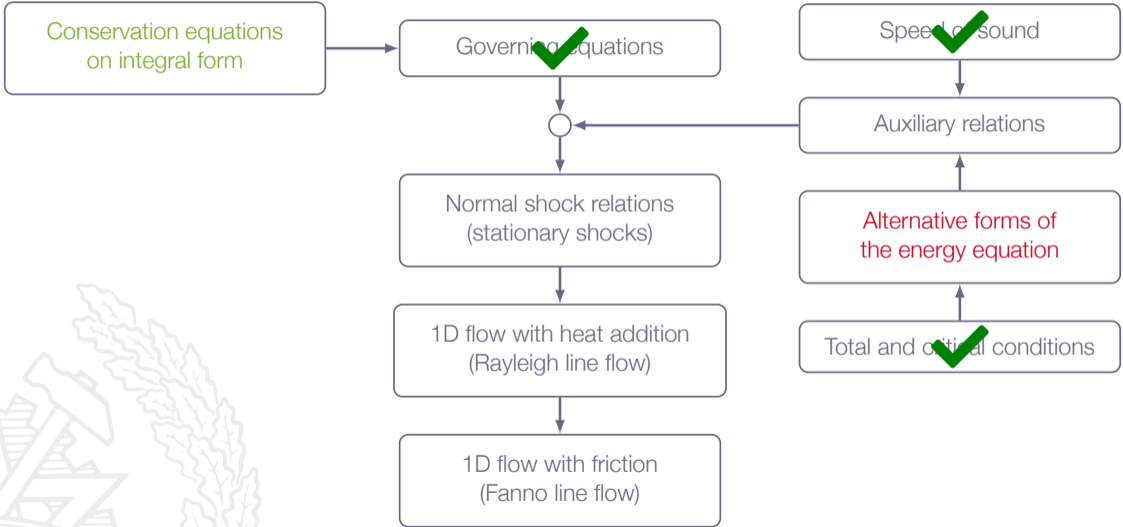 Conservation equations
on integral form
Governing equations
Speed of sound
Auxiliary relations
Normal shock relations
(stationary shocks)
Alternative forms of
the energy equation
1D flow with heat addition
(Rayleigh line flow)
Total and critical conditions
1D flow with friction
(Fanno line flow)